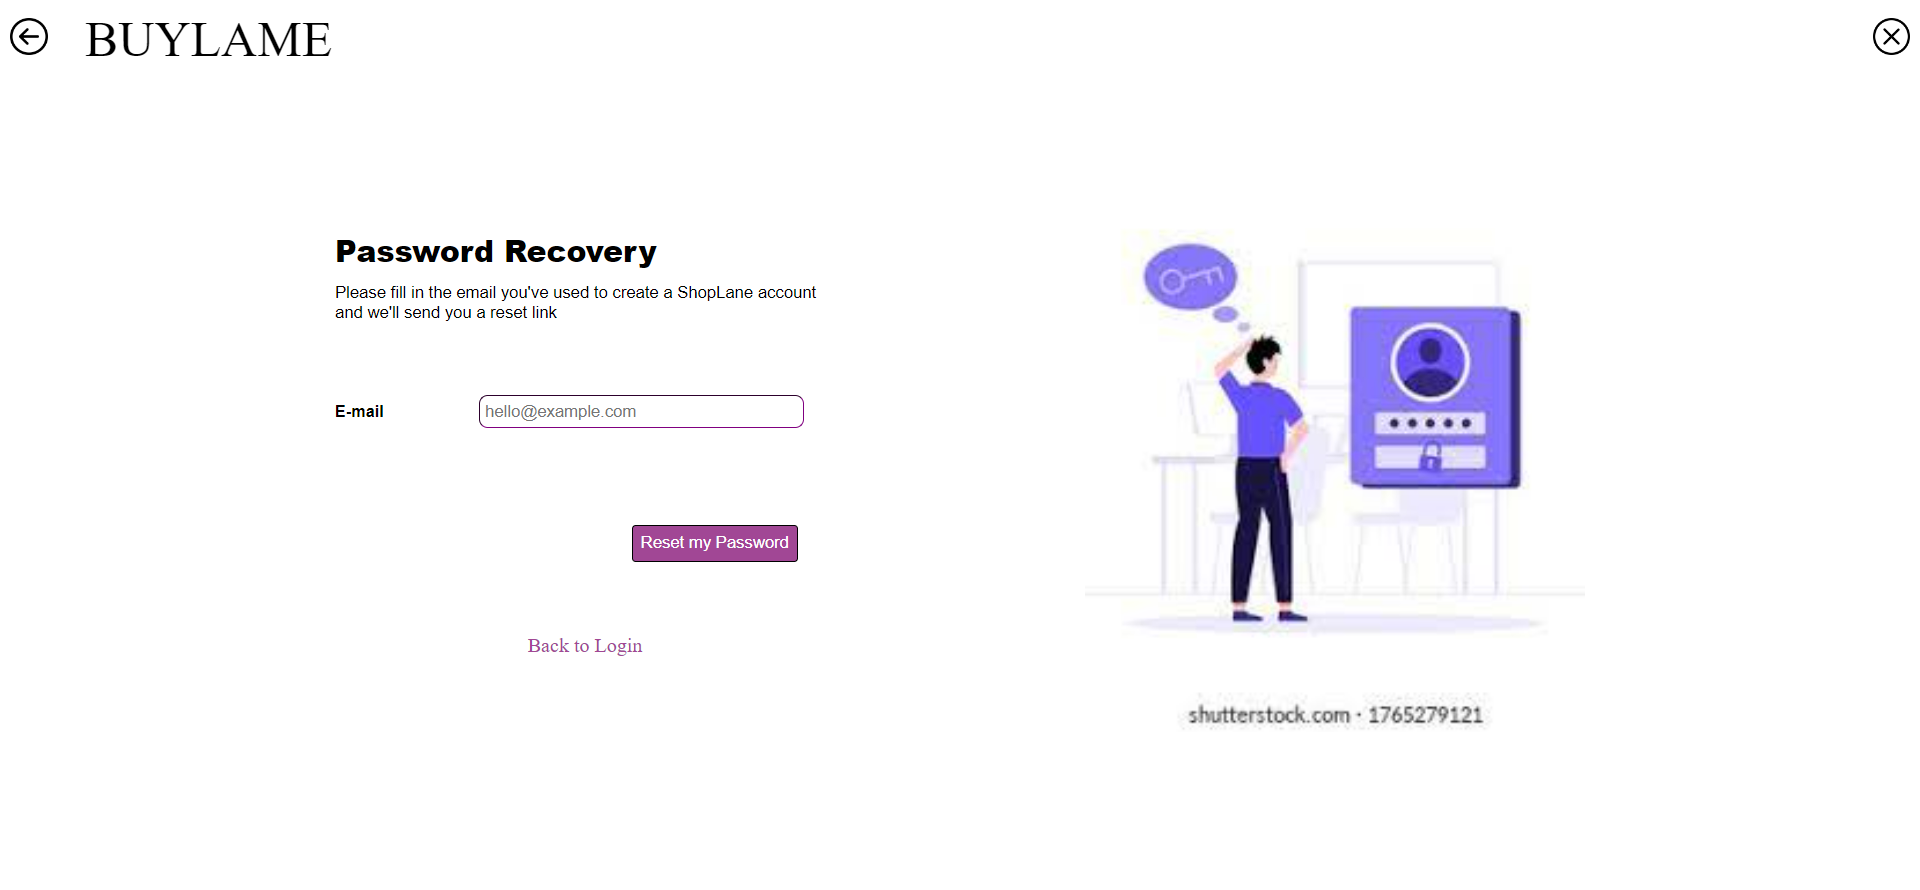 BUYLAME
Password Recovery
Please fill in the email you've used to create a ShopLane account
and we'll send you a reset link
E-mail
hello@example.com
Reset my Password
Back to Login
shutterstock.com · 1765279121